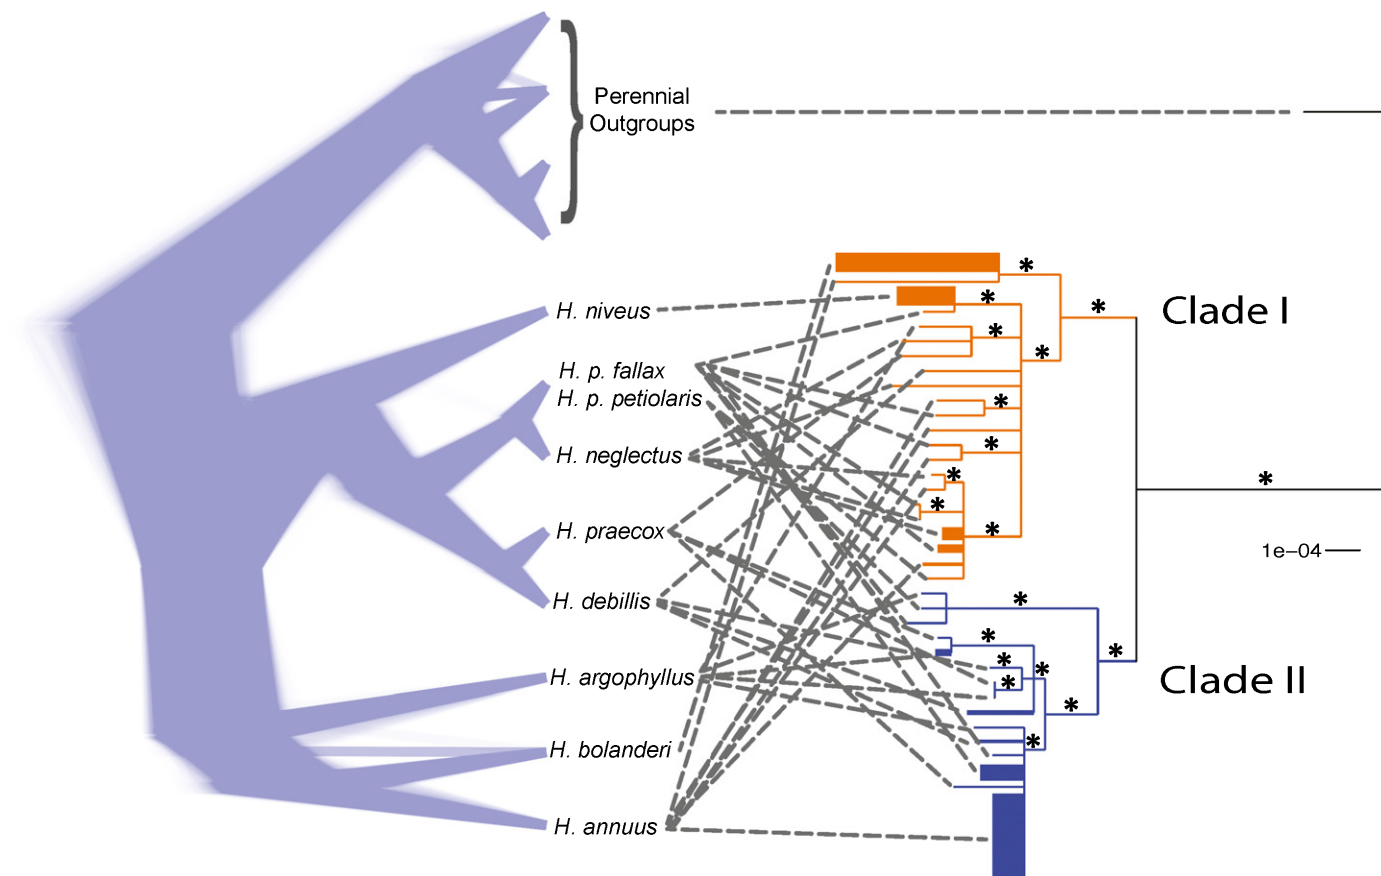 Perennial
Outgroups
H. niveus
H. p. fallax
H. p. petiolaris
H. neglectus
H. praecox
H. debillis
H. argophyllus
H. bolanderi
H. annuus
*
*
Clade I
*
*
*
*
*
*
*
*
*
1e−04
*
*
*
*
*
*
Clade II
*
*